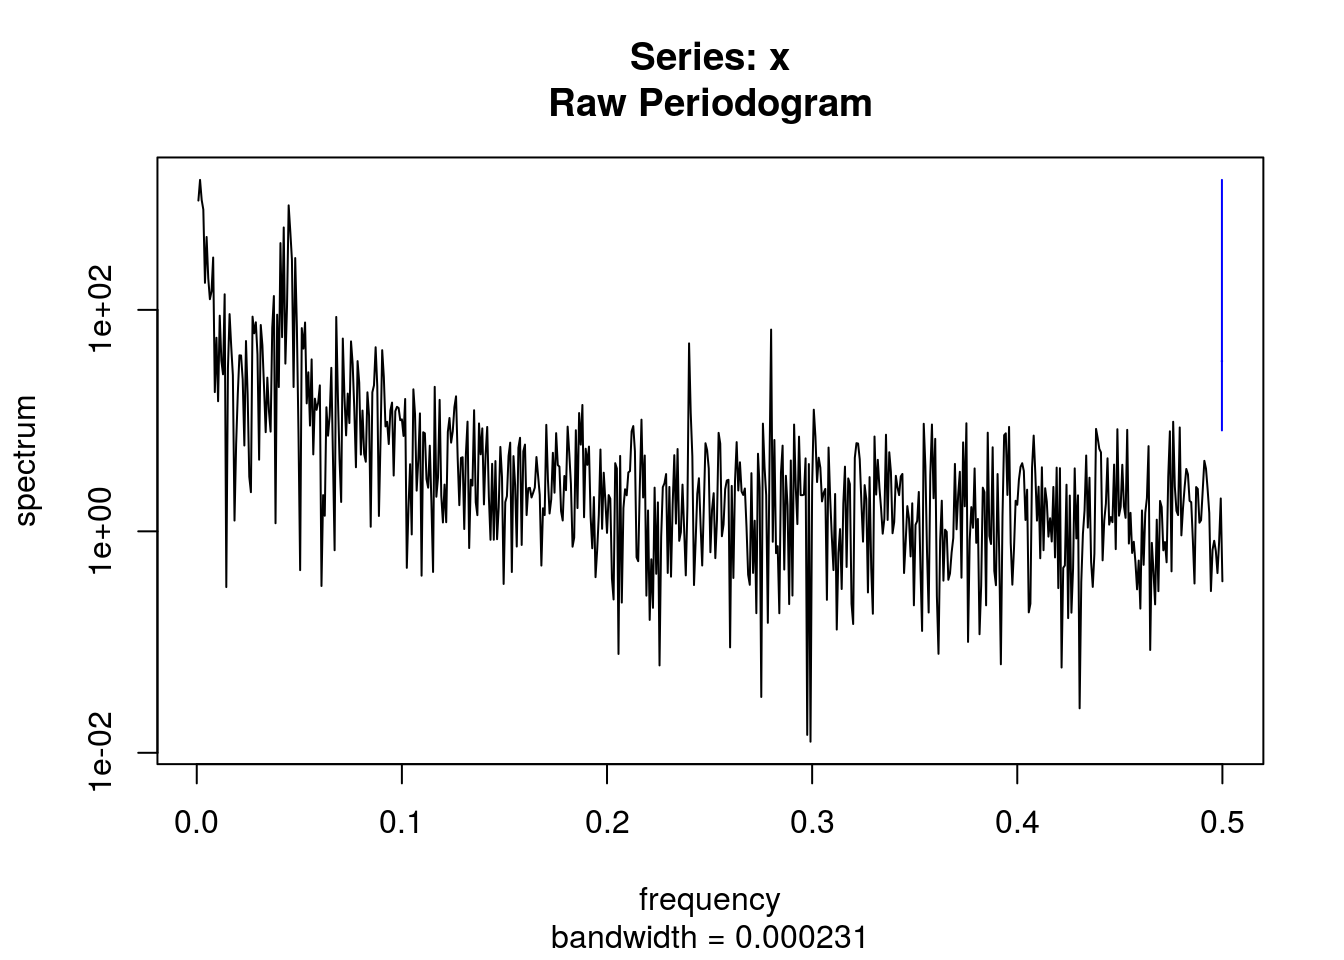 Series: x
Raw Periodogram
spectrum
1e+02
1e+00
1e-02
0.0 0.1 0.2 0.3 0.4 0.5
frequency
bandwidth = 0.000231